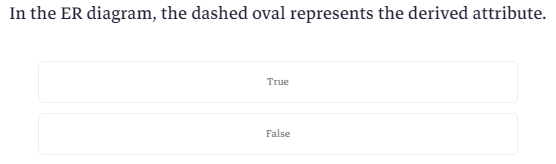 In the ER diagram, the dashed oval represents the derived attribute.
True
False